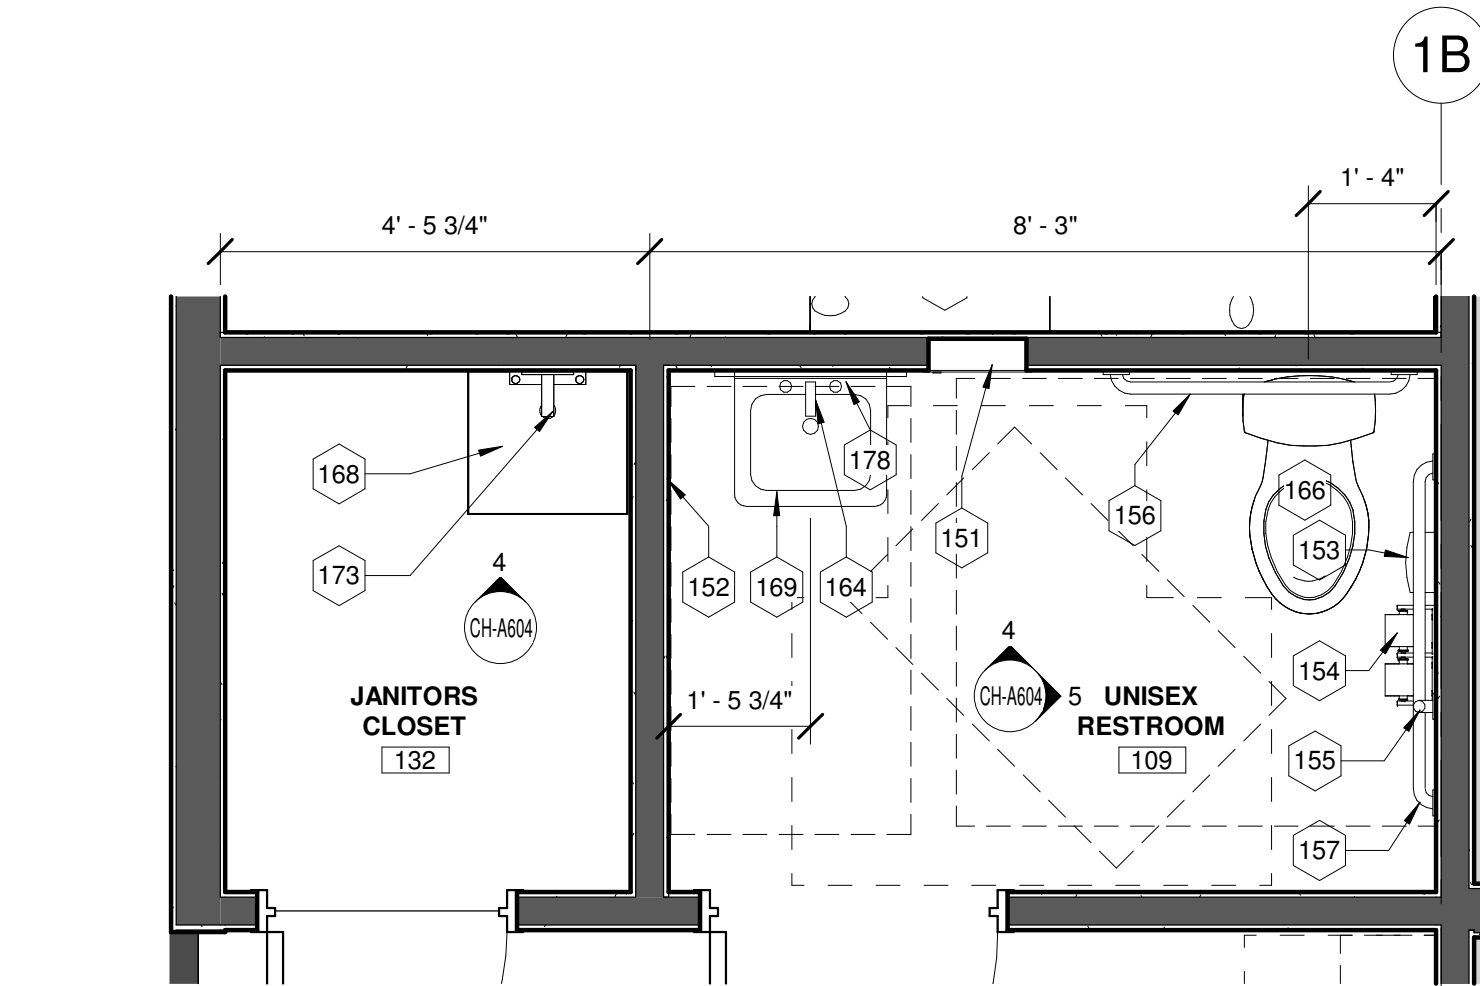 1B
1' - 4"
4' - 5 3/4"
8' - 3"
168
178
166
156
151
153
173
152
169
164
4
CH-A604
4
CH-A604
5
154
JANITORS
CLOSET
132
1' - 5 3/4"
UNISEX
RESTROOM
109
155
157